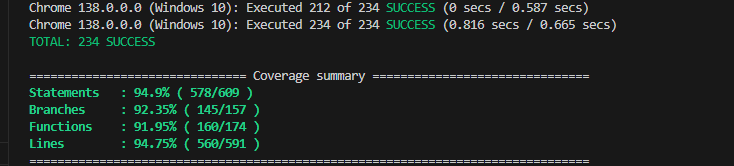 Chrome 138.0.0.0 (Windows 10): Executed 212 of 234 SUCCESS (0 secs / 0.587 secs)
Chrome 138.0.0.0 (Windows 10): Executed 234 of 234 SUCCESS (0.816 secs / 0.665 secs)
TOTAL: 234 SUCCESS
=============================== Coverage summary ===============================
Statements   : 94.9% ( 578/609 )
Branches     : 92.35% ( 145/157 )
Functions    : 91.95% ( 160/174 )
Lines        : 94.75% ( 560/591 )
================================================================================